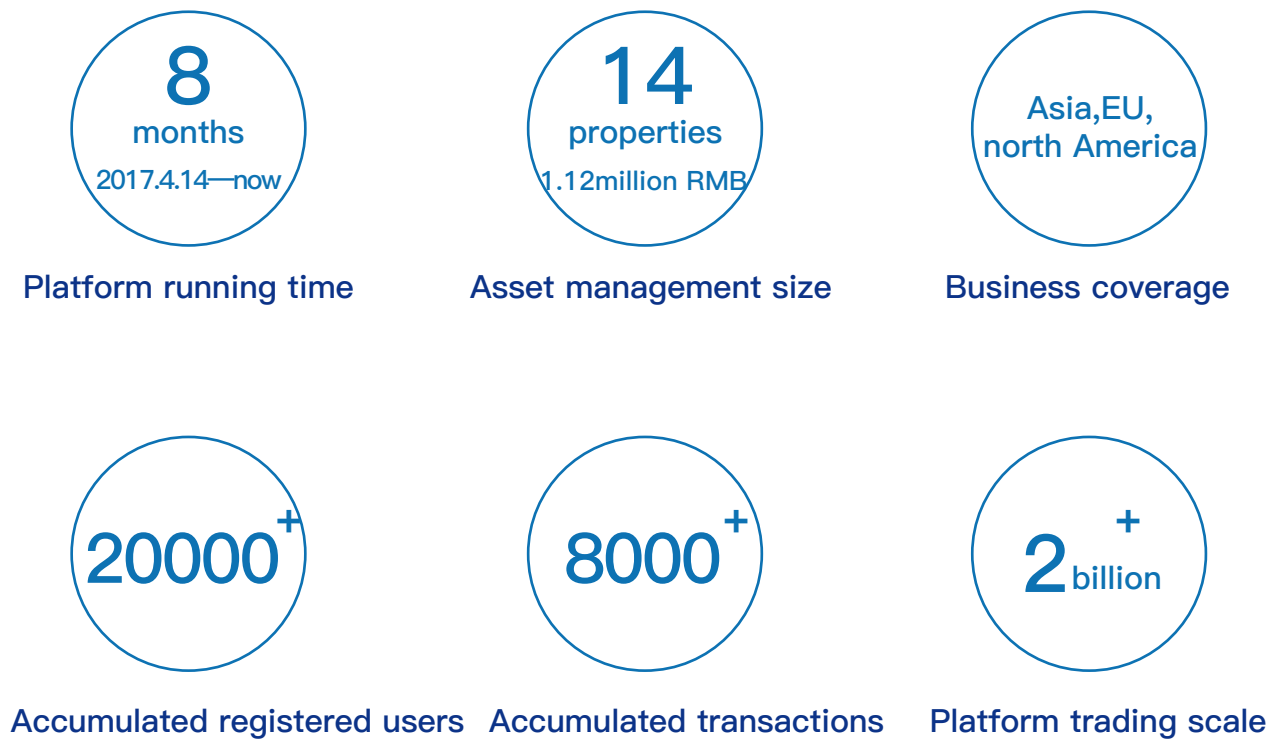 8
months
2017.4.14—now
Platform running time
14
properties
1.12million RMB
Asset management size
Asia,EU,
north America
Business coverage
20000+
Accumulated registered users
8000+
Accumulated transactions
2 billion+
Platform trading scale